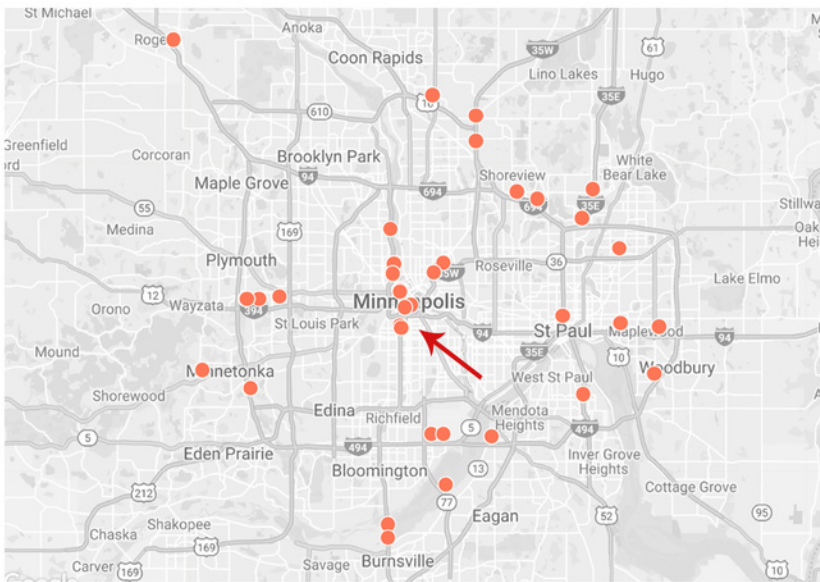 St Michael
Anoka
Roge
Coon Rapids
35W
61
Lino Lakes
Hugo
10
610
35E
Greenfield
Corcoran
Brooklyn Park
94
Maple Grove
694
Shoreview
White
Bear Lake
694
35E
55
Medina
169
Plymouth
Stillwa
Oak
He
36
35W
Roseville
Lake Elmo
12
Orono
Wayzata
394
Minneapolis
St Louis Park
94
St Paul
Maplewood
94
Mound
35E
10
Minnetonka
West St Paul
Woodbury
Shorewood
Edina
Richfield
Mendota
Heights
5
5
494
494
Eden Prairie
Bloomington
13
Inver Grove
Heights
212
77
Cottage Grove
Eagan
52
95
Chaska
Shakopee
169
169
Carver
Savage
Burnsville
10